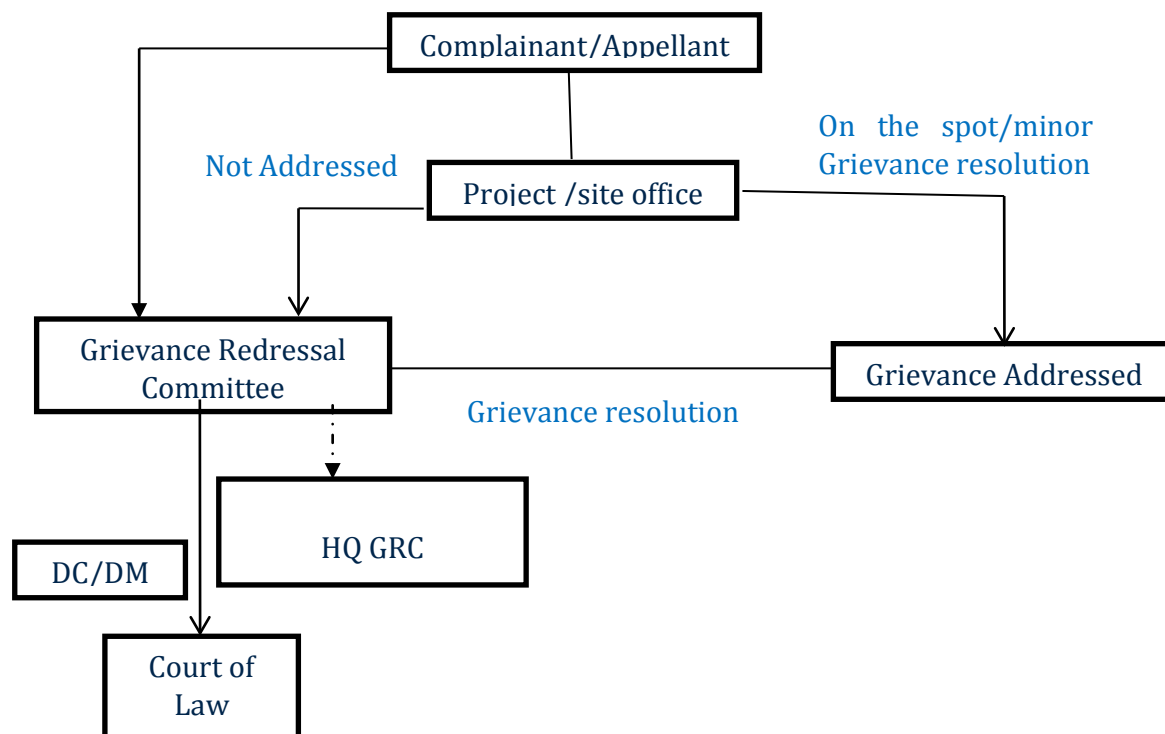 Complainant/Appellant
On the spot/minor
Grievance resolution
Not Addressed
Project /site office
Grievance Redressal
Committee
Grievance Addressed
Grievance resolution
HQ GRC
DC/DM
Court of
Law